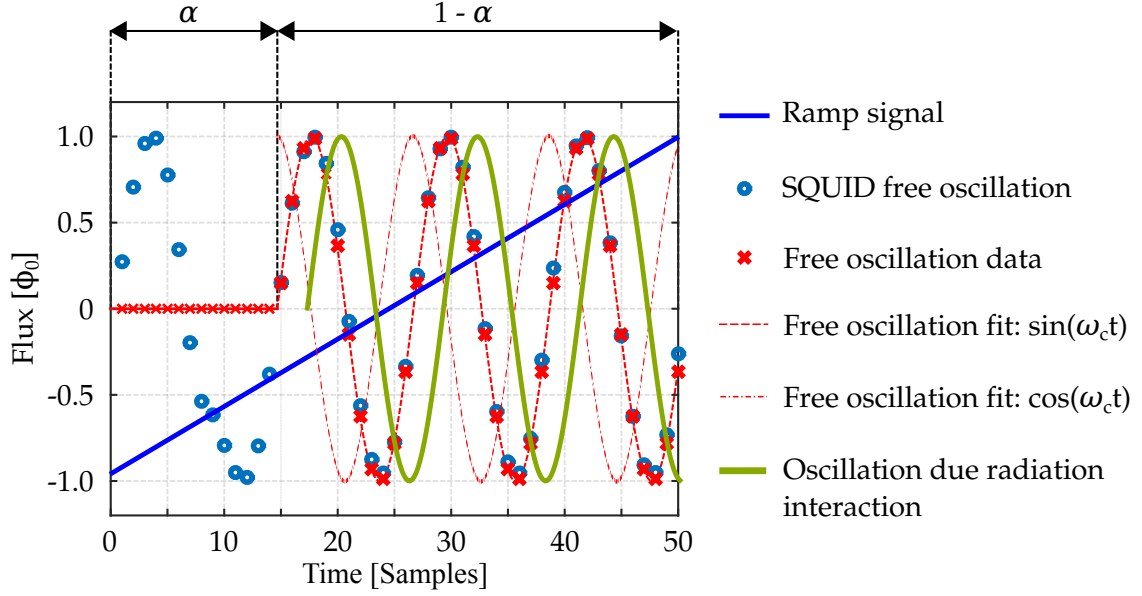 α
1 - α
1.0
0.5
0
-0.5
-1.0
Flux [ϕ₀]
0
10
20
30
40
50
Time [Samples]
Ramp signal
SQUID free oscillation
Free oscillation data
Free oscillation fit: sin(ω_ct)
Free oscillation fit: cos(ω_ct)
Oscillation due radiation
interaction